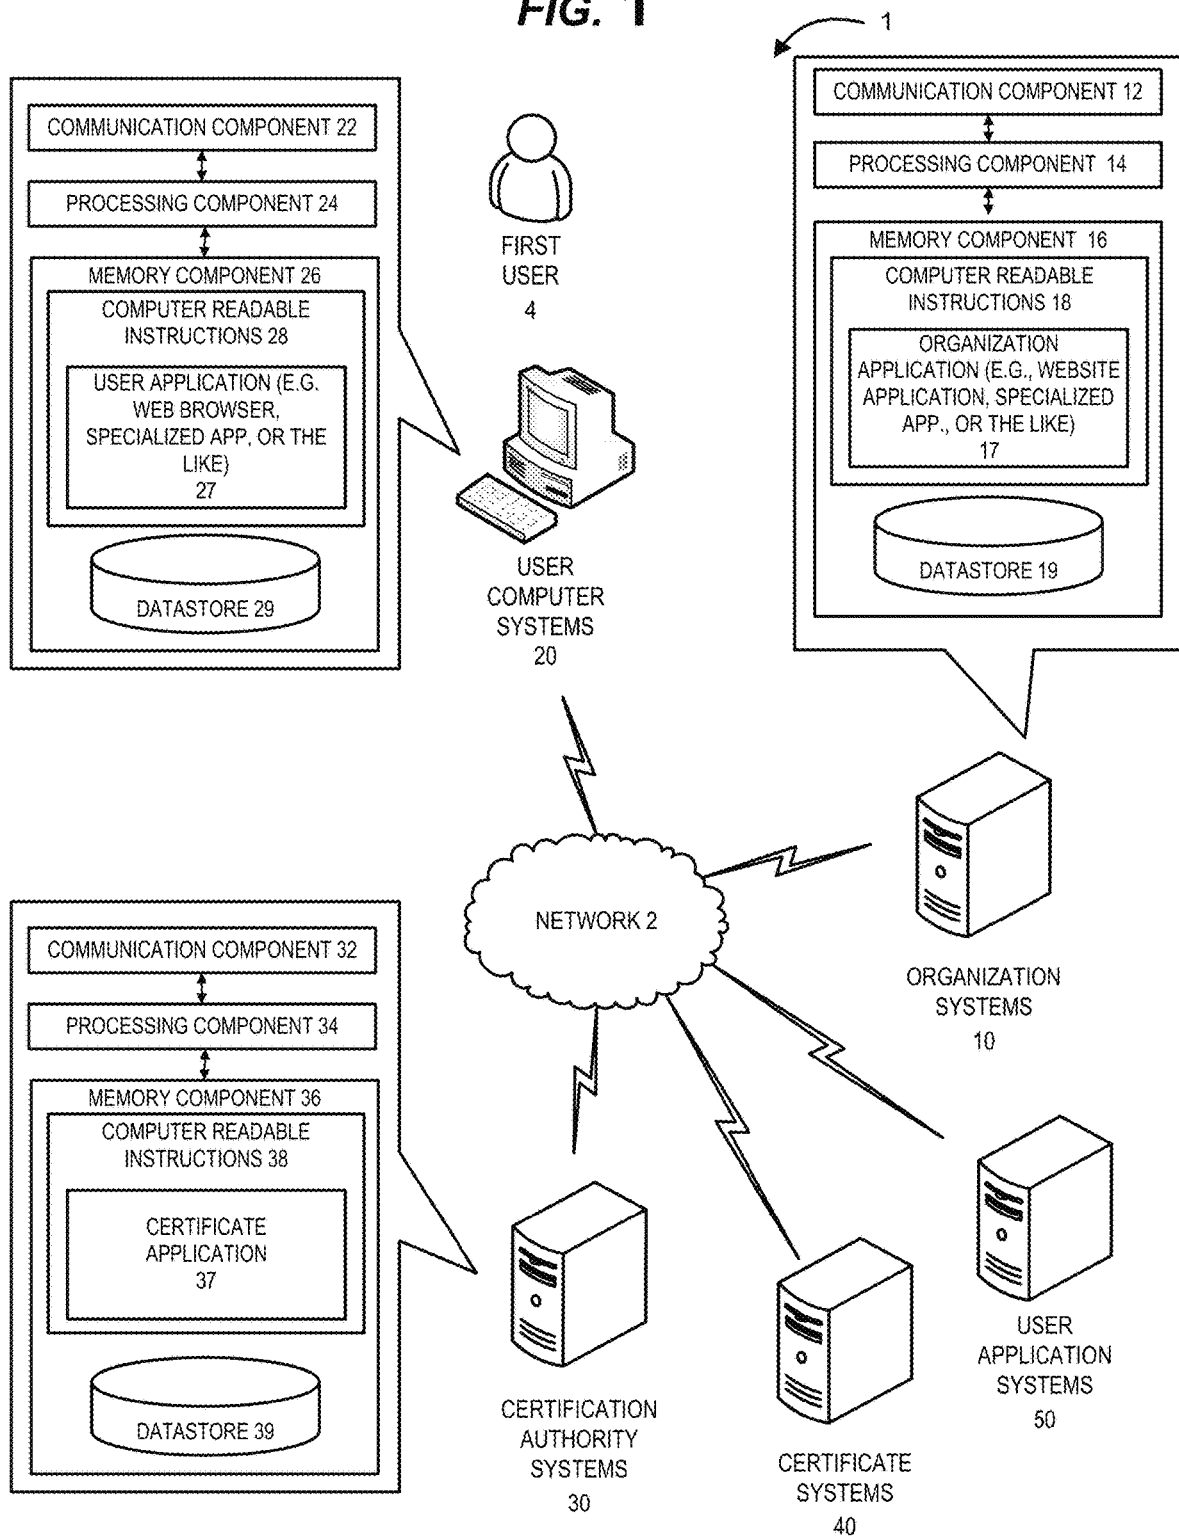 FIG. 1
1
COMMUNICATION COMPONENT 22
PROCESSING COMPONENT 24
MEMORY COMPONENT 26
COMPUTER READABLE
INSTRUCTIONS 28
USER APPLICATION (E.G.
WEB BROWSER,
SPECIALIZED APP, OR THE
LIKE)
27
DATASTORE 29
FIRST
USER
4
USER
COMPUTER
SYSTEMS
20
COMMUNICATION COMPONENT 12
PROCESSING COMPONENT 14
MEMORY COMPONENT 16
COMPUTER READABLE
INSTRUCTIONS 18
ORGANIZATION
APPLICATION (E.G., WEBSITE
APPLICATION, SPECIALIZED
APP., OR THE LIKE)
17
DATASTORE 19
NETWORK 2
ORGANIZATION
SYSTEMS
10
COMMUNICATION COMPONENT 32
PROCESSING COMPONENT 34
MEMORY COMPONENT 36
COMPUTER READABLE
INSTRUCTIONS 38
CERTIFICATE
APPLICATION
37
DATASTORE 39
CERTIFICATION
AUTHORITY
SYSTEMS
30
CERTIFICATE
SYSTEMS
40
USER
APPLICATION
SYSTEMS
50